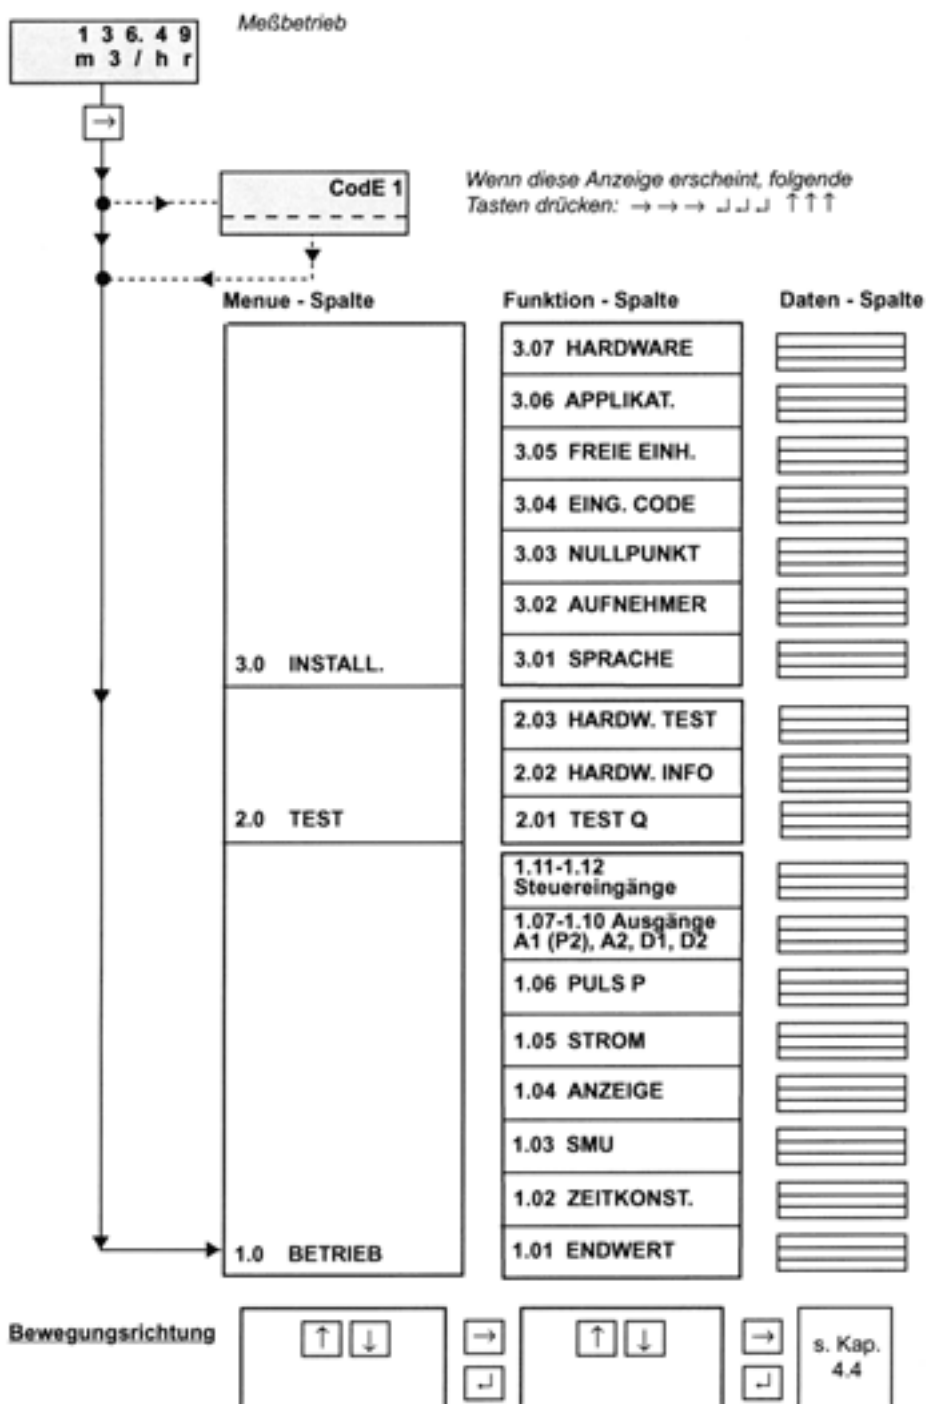 1 3 6. 4 9
m 3 / h r
Meßbetrieb
→
CodE 1
Wenn diese Anzeige erscheint, folgende
Tasten drücken: → → → ↵ ↵ ↵ ↑ ↑ ↑
Menue - Spalte
Funktion - Spalte
Daten - Spalte
3.07 HARDWARE
3.06 APPLIKAT.
3.05 FREIE EINH.
3.04 EING. CODE
3.03 NULLPUNKT
3.02 AUFNEHMER
3.0 INSTALL.
3.01 SPRACHE
2.03 HARDW. TEST
2.02 HARDW. INFO
2.0 TEST
2.01 TEST Q
1.11-1.12
Steuereingänge
1.07-1.10 Ausgänge
A1 (P2), A2, D1, D2
1.06 PULS P
1.05 STROM
1.04 ANZEIGE
1.03 SMU
1.02 ZEITKONST.
1.0 BETRIEB
1.01 ENDWERT
Bewegungsrichtung
↑ ↓
→
↵
↑ ↓
→
↵
s. Kap.
4.4